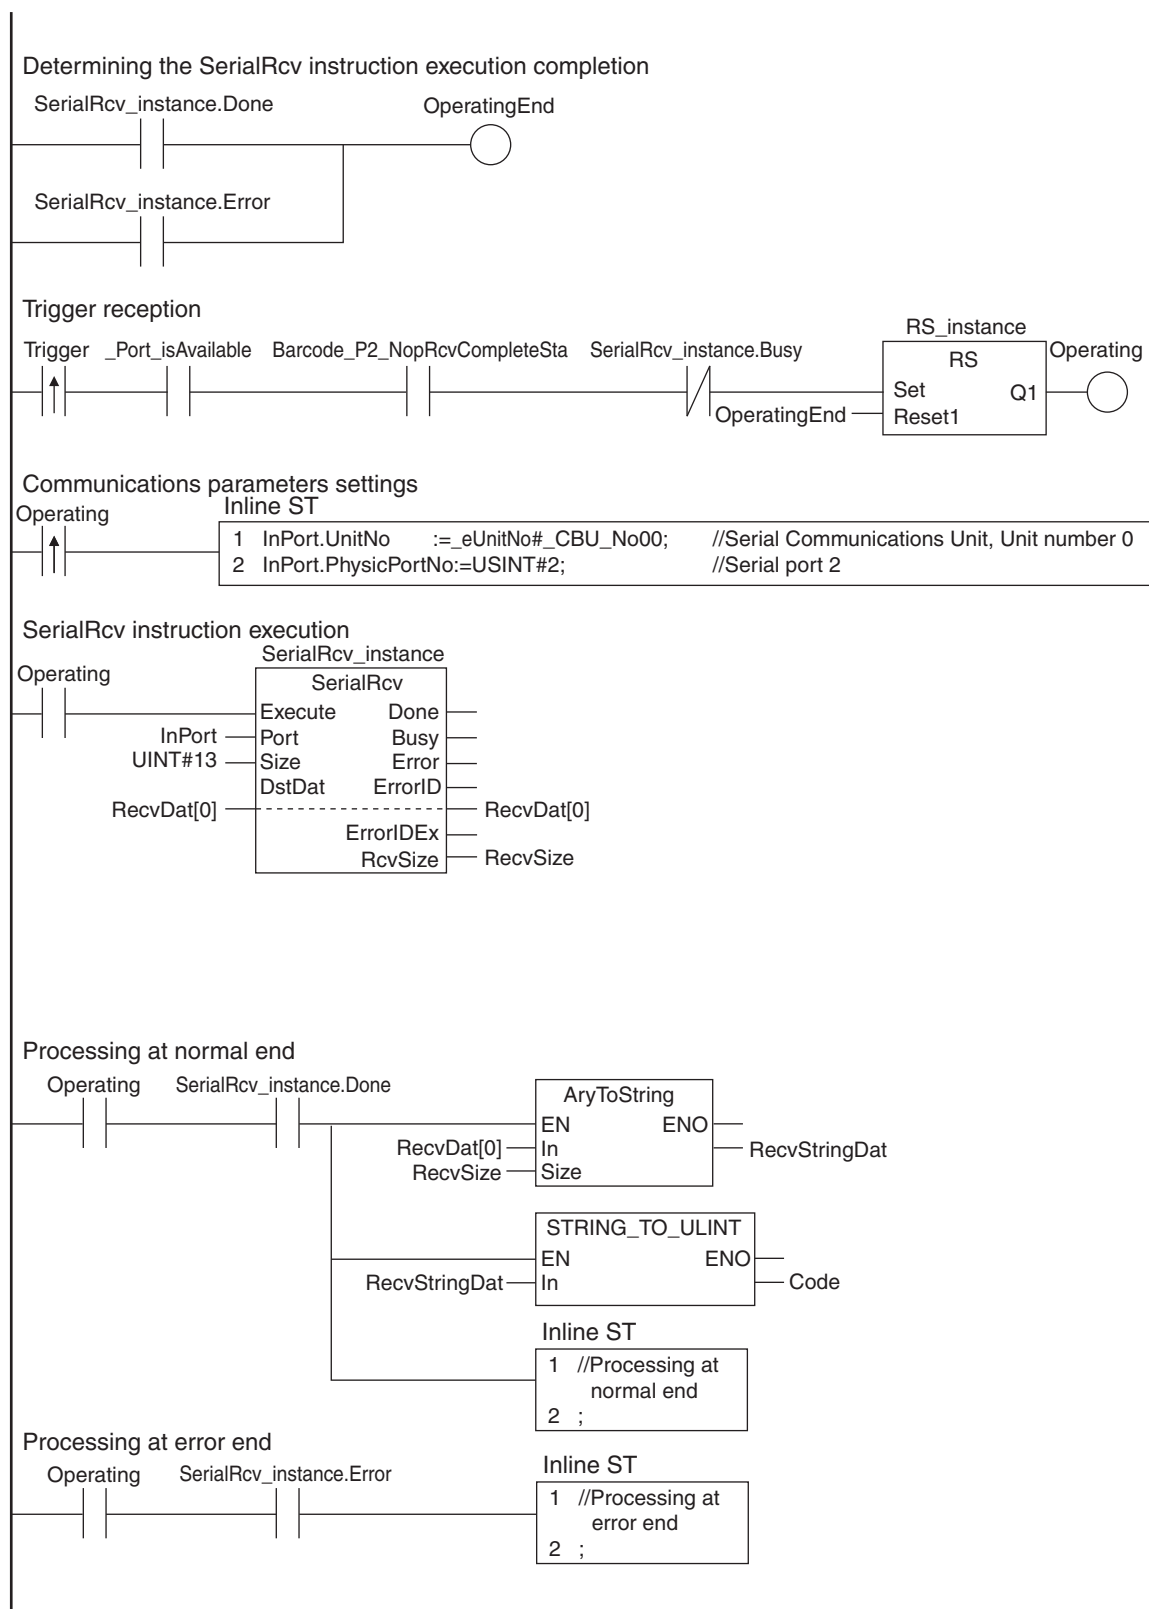 Determining the SerialRcv instruction execution completion
SerialRcv_instance.Done
OperatingEnd
SerialRcv_instance.Error
Trigger reception
RS_instance
Trigger
_Port_isAvailable
Barcode_P2_NopRcvCompleteSta
SerialRcv_instance.Busy
RS
Operating
Set
Q1
OperatingEnd
Reset1
Communications parameters settings
Operating
Inline ST
1 InPort.UnitNo :=_eUnitNo#_CBU_No00; //Serial Communications Unit, Unit number 0
2 InPort.PhysicPortNo:=USINT#2; //Serial port 2
SerialRcv instruction execution
SerialRcv_instance
Operating
SerialRcv
Execute Done
InPort Port Busy
UINT#13 Size Error
DstDat ErrorID
RecvDat[0] RecvDat[0]
ErrorIDEx
RcvSize RecvSize
Processing at normal end
Operating
SerialRcv_instance.Done
AryToString
EN ENO
RecvDat[0] In RecvStringDat
RecvSize Size
STRING_TO_ULINT
EN ENO
RecvStringDat In Code
Inline ST
1 //Processing at
normal end
2 ;
Processing at error end
Operating
SerialRcv_instance.Error
Inline ST
1 //Processing at
error end
2 ;